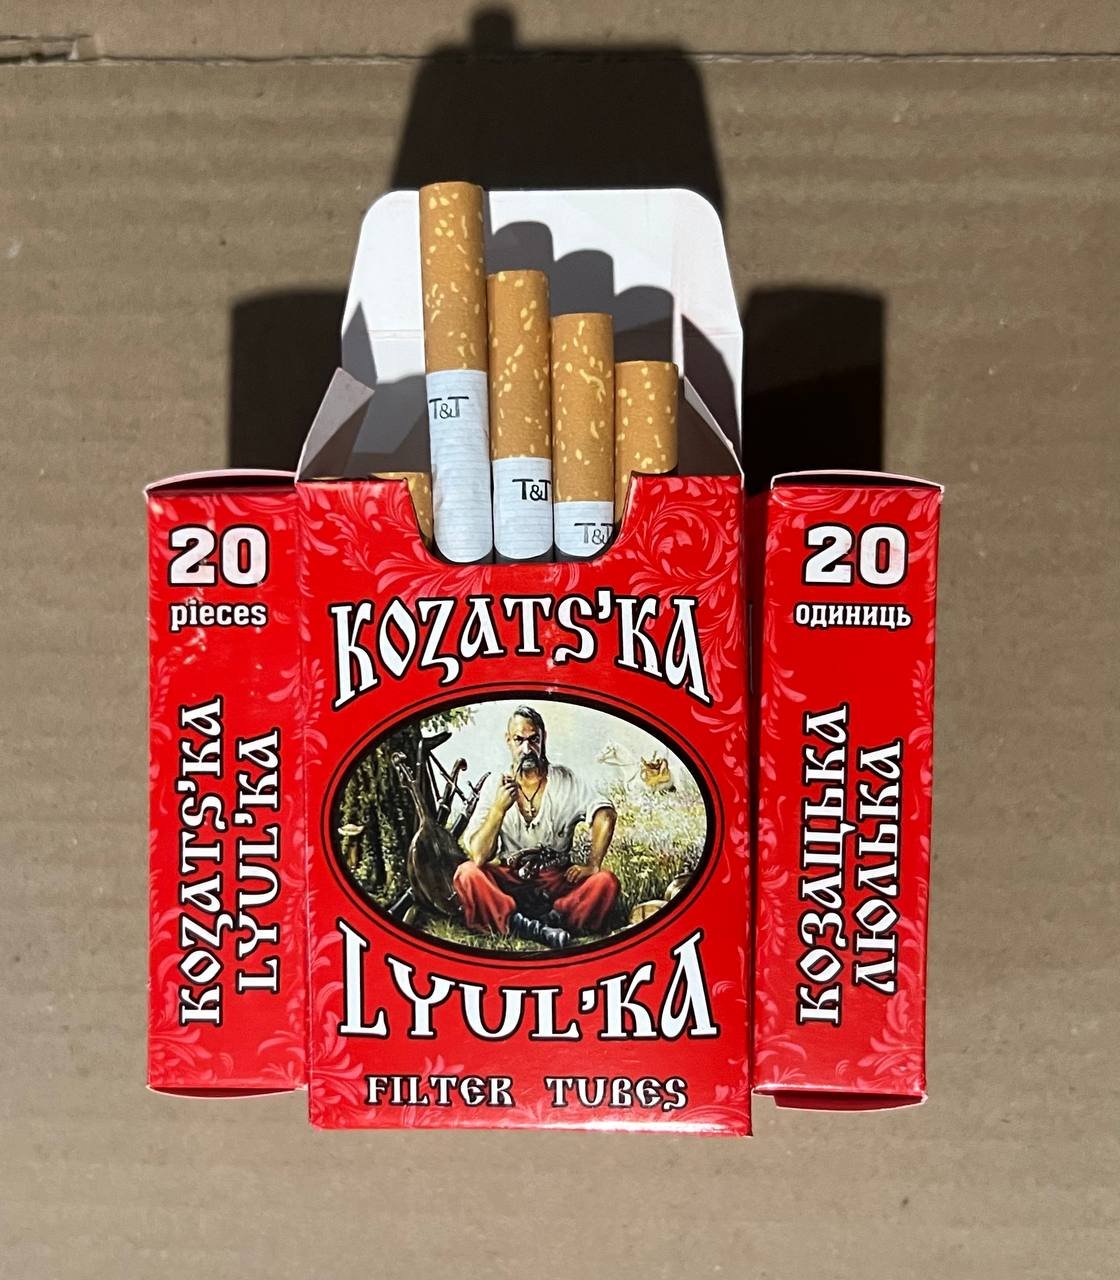 T&T
T&T
T&T
20
pieces
KOZATS'KA
LYUL'KA
KOZATS'KA
LYUL'KA
FILTER TUBES
20
одиниць
КОЗАЦЬКА
ЛЮЛЬКА